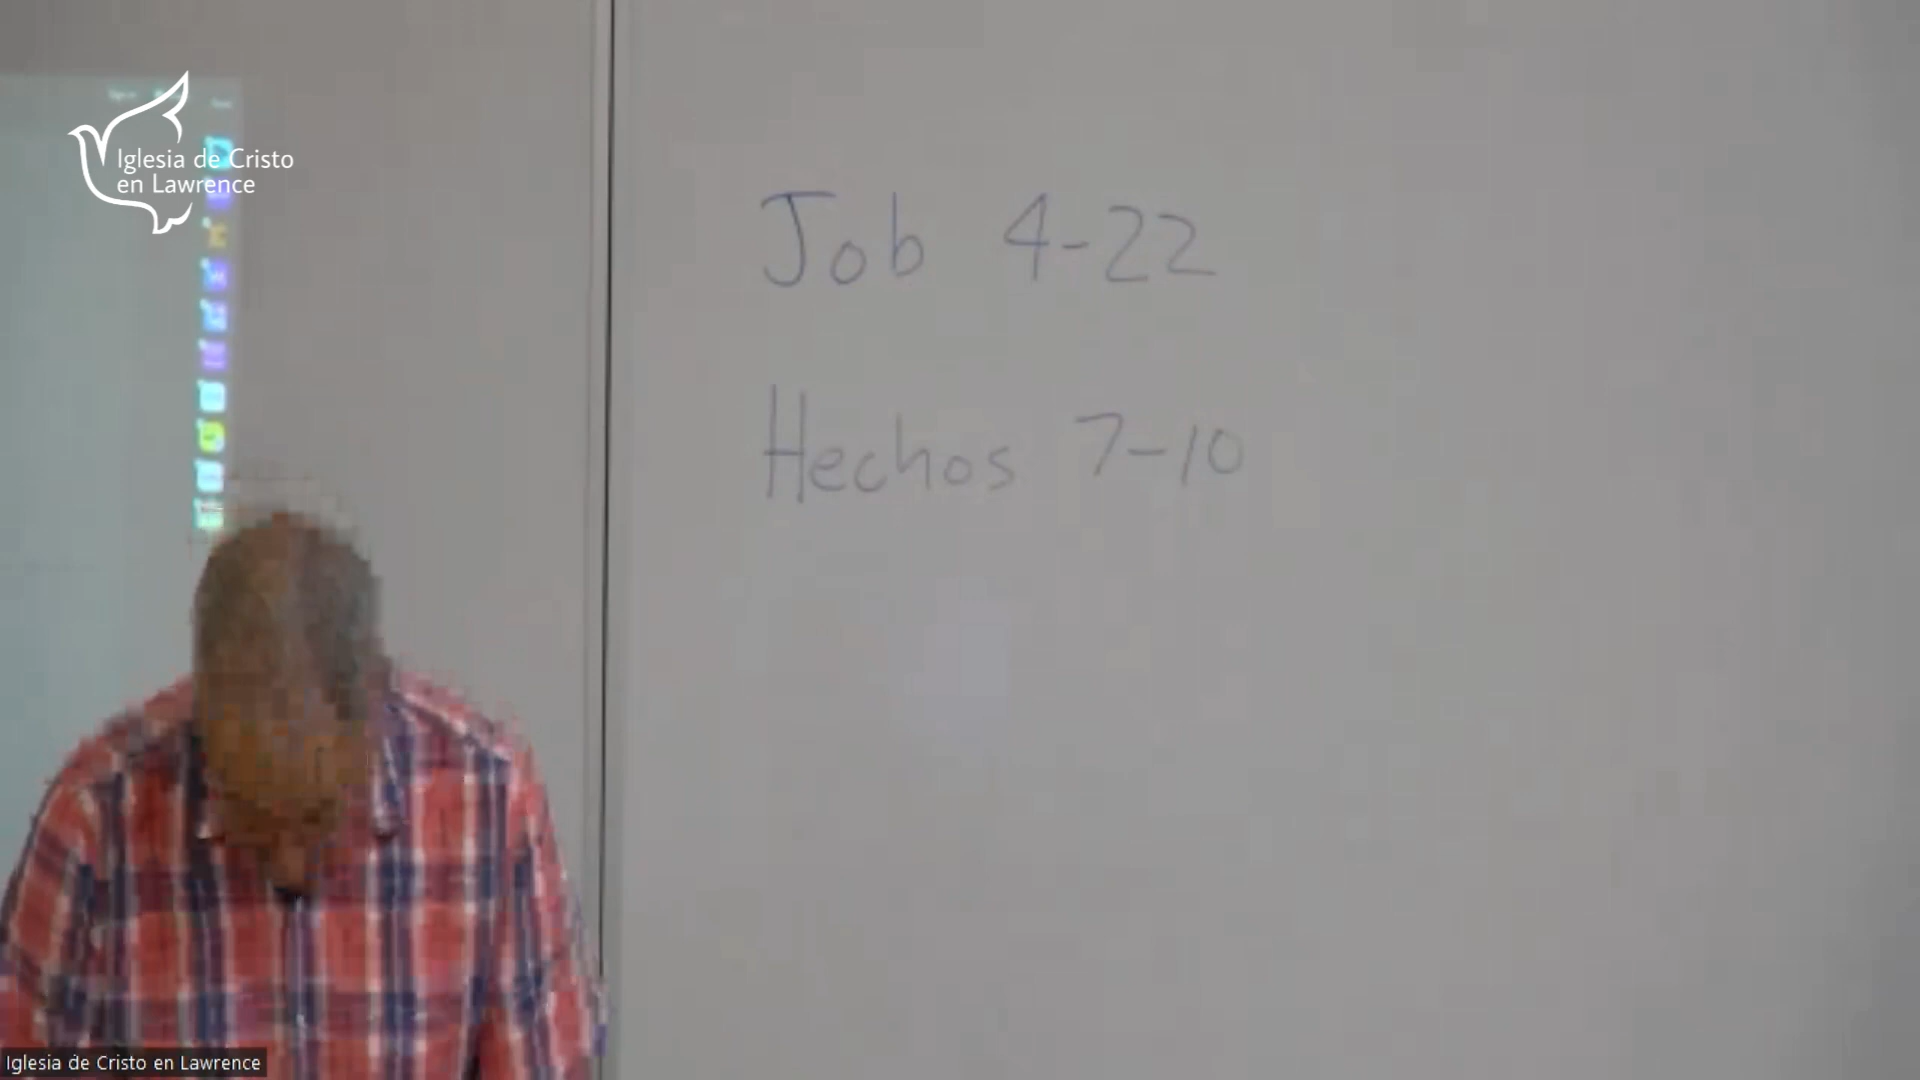 Iglesia de Cristo
en Lawrence
Job 4-22
Hechos 7-10
Iglesia de Cristo en Lawrence